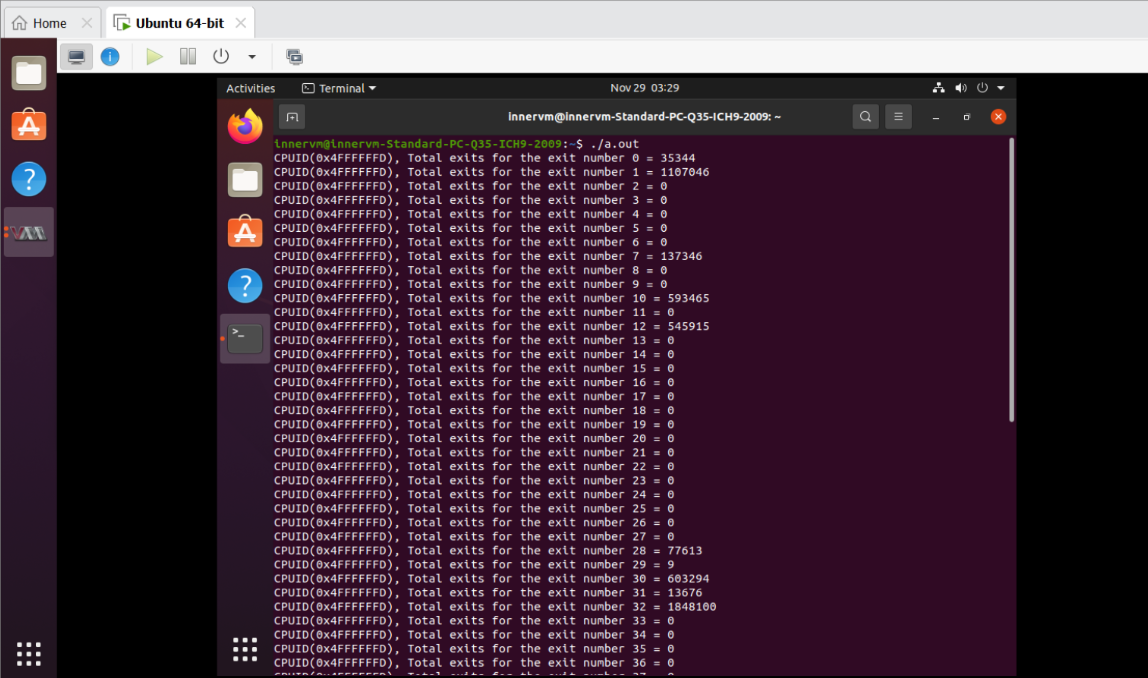 Home
Ubuntu 64-bit
Activities
Terminal
Nov 29 03:29
innervm@innervm-Standard-PC-Q35-ICH9-2009: ~
innervm@innervm-Standard-PC-Q35-ICH9-2009:~$ ./a.out
CPUID(0x4FFFFFFD), Total exits for the exit number 0 = 35344
CPUID(0x4FFFFFFD), Total exits for the exit number 1 = 1107046
CPUID(0x4FFFFFFD), Total exits for the exit number 2 = 0
CPUID(0x4FFFFFFD), Total exits for the exit number 3 = 0
CPUID(0x4FFFFFFD), Total exits for the exit number 4 = 0
CPUID(0x4FFFFFFD), Total exits for the exit number 5 = 0
CPUID(0x4FFFFFFD), Total exits for the exit number 6 = 0
CPUID(0x4FFFFFFD), Total exits for the exit number 7 = 137346
CPUID(0x4FFFFFFD), Total exits for the exit number 8 = 0
CPUID(0x4FFFFFFD), Total exits for the exit number 9 = 0
CPUID(0x4FFFFFFD), Total exits for the exit number 10 = 593465
CPUID(0x4FFFFFFD), Total exits for the exit number 11 = 0
CPUID(0x4FFFFFFD), Total exits for the exit number 12 = 545915
CPUID(0x4FFFFFFD), Total exits for the exit number 13 = 0
CPUID(0x4FFFFFFD), Total exits for the exit number 14 = 0
CPUID(0x4FFFFFFD), Total exits for the exit number 15 = 0
CPUID(0x4FFFFFFD), Total exits for the exit number 16 = 0
CPUID(0x4FFFFFFD), Total exits for the exit number 17 = 0
CPUID(0x4FFFFFFD), Total exits for the exit number 18 = 0
CPUID(0x4FFFFFFD), Total exits for the exit number 19 = 0
CPUID(0x4FFFFFFD), Total exits for the exit number 20 = 0
CPUID(0x4FFFFFFD), Total exits for the exit number 21 = 0
CPUID(0x4FFFFFFD), Total exits for the exit number 22 = 0
CPUID(0x4FFFFFFD), Total exits for the exit number 23 = 0
CPUID(0x4FFFFFFD), Total exits for the exit number 24 = 0
CPUID(0x4FFFFFFD), Total exits for the exit number 25 = 0
CPUID(0x4FFFFFFD), Total exits for the exit number 26 = 0
CPUID(0x4FFFFFFD), Total exits for the exit number 27 = 0
CPUID(0x4FFFFFFD), Total exits for the exit number 28 = 77613
CPUID(0x4FFFFFFD), Total exits for the exit number 29 = 9
CPUID(0x4FFFFFFD), Total exits for the exit number 30 = 603294
CPUID(0x4FFFFFFD), Total exits for the exit number 31 = 13676
CPUID(0x4FFFFFFD), Total exits for the exit number 32 = 1848100
CPUID(0x4FFFFFFD), Total exits for the exit number 33 = 0
CPUID(0x4FFFFFFD), Total exits for the exit number 34 = 0
CPUID(0x4FFFFFFD), Total exits for the exit number 35 = 0
CPUID(0x4FFFFFFD), Total exits for the exit number 36 = 0